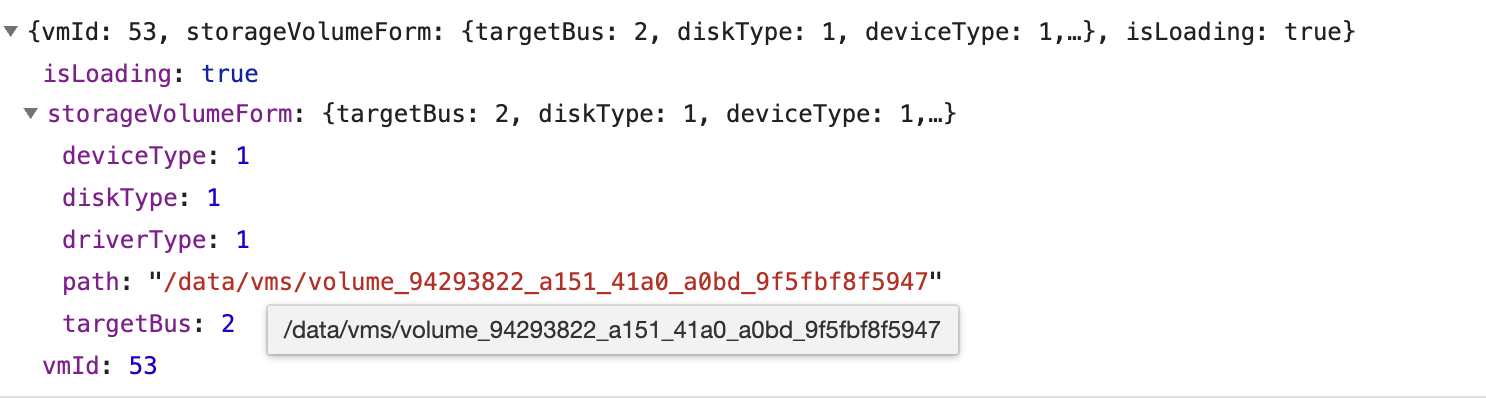 ▼ {vmId: 53, storageVolumeForm: {targetBus: 2, diskType: 1, deviceType: 1,…}, isLoading: true}
isLoading: true
▼ storageVolumeForm: {targetBus: 2, diskType: 1, deviceType: 1,…}
deviceType: 1
diskType: 1
driverType: 1
path: "/data/vms/volume_94293822_a151_41a0_a0bd_9f5fbf8f5947"
targetBus: 2
/data/vms/volume_94293822_a151_41a0_a0bd_9f5fbf8f5947
vmId: 53